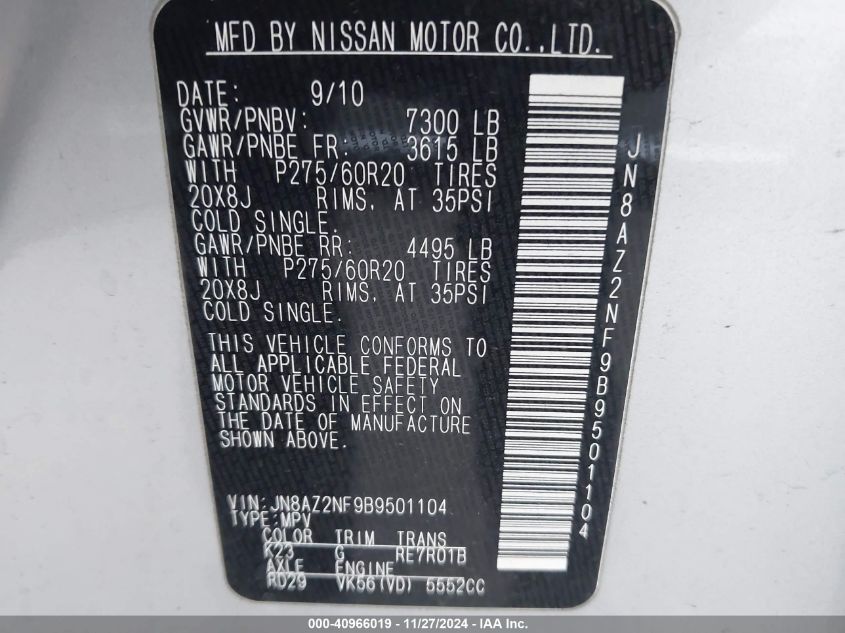 MFD BY NISSAN MOTOR CO.,LTD.
DATE: 9/10
GVWR/PNBV: 7300 LB
GAWR/PNBE FR: 3615 LB
WITH P275/60R20 TIRES
20X8J RIMS, AT 35PSI
COLD SINGLE.
GAWR/PNBE RR: 4495 LB
WITH P275/60R20 TIRES
20X8J RIMS, AT 35PSI
COLD SINGLE.
THIS VEHICLE CONFORMS TO
ALL APPLICABLE FEDERAL
MOTOR VEHICLE SAFETY
STANDARDS IN EFFECT ON
THE DATE OF MANUFACTURE
SHOWN ABOVE.
VIN: JN8AZ2NF9B9501104
TYPE: MPV
COLOR TRIM TRANS
K23 G RE7R01B
AXLE ENGINE
RD29 VK56(VD) 5552CC
JN8AZ2NF9B9501104
000-40966019 - 11/27/2024 - IAA Inc.